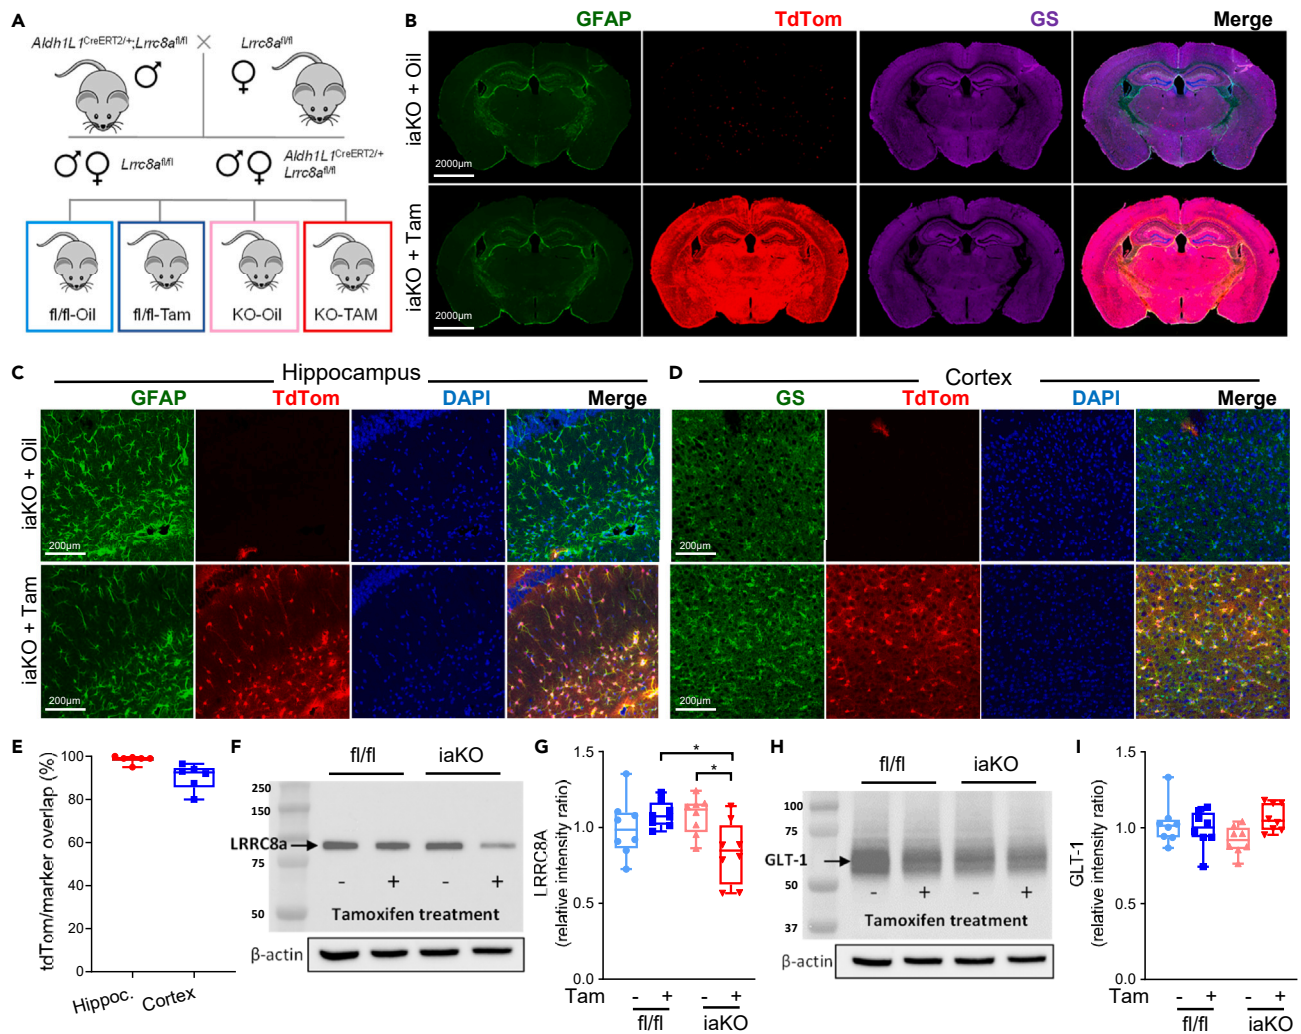 A
Aldh1L1CreERT2/+;Lrrc8afl/fl
Lrrc8afl/fl
♂
♀
♂♀ Lrrc8afl/fl
♂♀ Aldh1L1CreERT2/+
Lrrc8afl/fl
fl/fl-Oil
fl/fl-Tam
KO-Oil
KO-TAM
B
GFAP
TdTom
GS
Merge
iaKO + Oil
2000µm
iaKO + Tam
2000µm
C
Hippocampus
GFAP
TdTom
DAPI
Merge
iaKO + Oil
200µm
iaKO + Tam
200µm
D
Cortex
GS
TdTom
DAPI
Merge
200µm
200µm
E
tdTom/marker overlap (%)
100
80
60
40
20
0
Hippoc.
Cortex
F
fl/fl
iaKO
250
150
LRRC8a
75
50
- + - +
Tamoxifen treatment
β-actin
G
LRRC8A
(relative intensity ratio)
1.5
1.0
0.5
0.0
*
*
Tam - + - +
fl/fl
iaKO
H
fl/fl
iaKO
100
75
GLT-1
50
37
- + - +
Tamoxifen treatment
β-actin
I
GLT-1
(relative intensity ratio)
1.5
1.0
0.5
0.0
Tam - + - +
fl/fl
iaKO